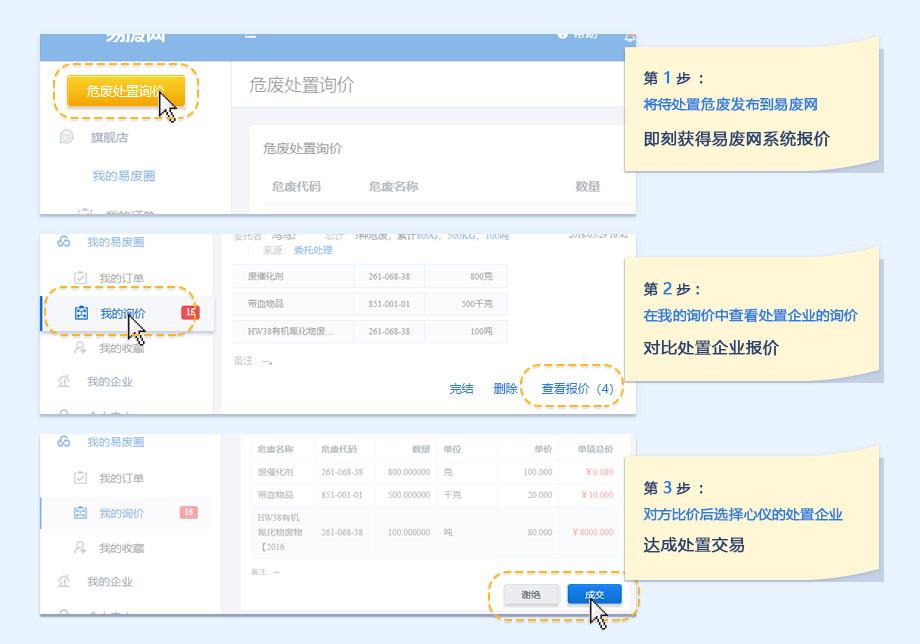 易废网
帮助
危废处置询价
旗舰店
我的易废圈
危废处置询价
危废处置询价
危废代码 危废名称 数量
第 1 步 ：
将待处置危废发布到易废网
即刻获得易废网系统报价
我的易废圈
我的订单
我的询价 15
我的收藏
我的企业
总计： 3种危废，累计800G，500KG，100吨
2018-05-29 16:42
来源： 委托处理
废催化剂 261-068-38 800克
带血物品 851-001-01 500千克
HW38有机氰化物废... 261-068-38 100吨
备注： --。
完结 删除 查看报价（4）
第 2 步 ：
在我的询价中查看处置企业的询价
对比处置企业报价
我的易废圈
我的订单
我的询价 15
我的收藏
我的企业
危废名称 危废代码 数量 单位 单价 单项总价
废催化剂 261-068-38 800.000000 克 100.000 ￥0.080
带血物品 851-001-01 500.000000 千克 20.000 ￥10.000
HW38有机
氰化物废物 261-068-38 100.000000 吨 80.000 ￥8000.000
【2016
备注： --
谢绝 成交
第 3 步 ：
对方比价后选择心仪的处置企业
达成处置交易